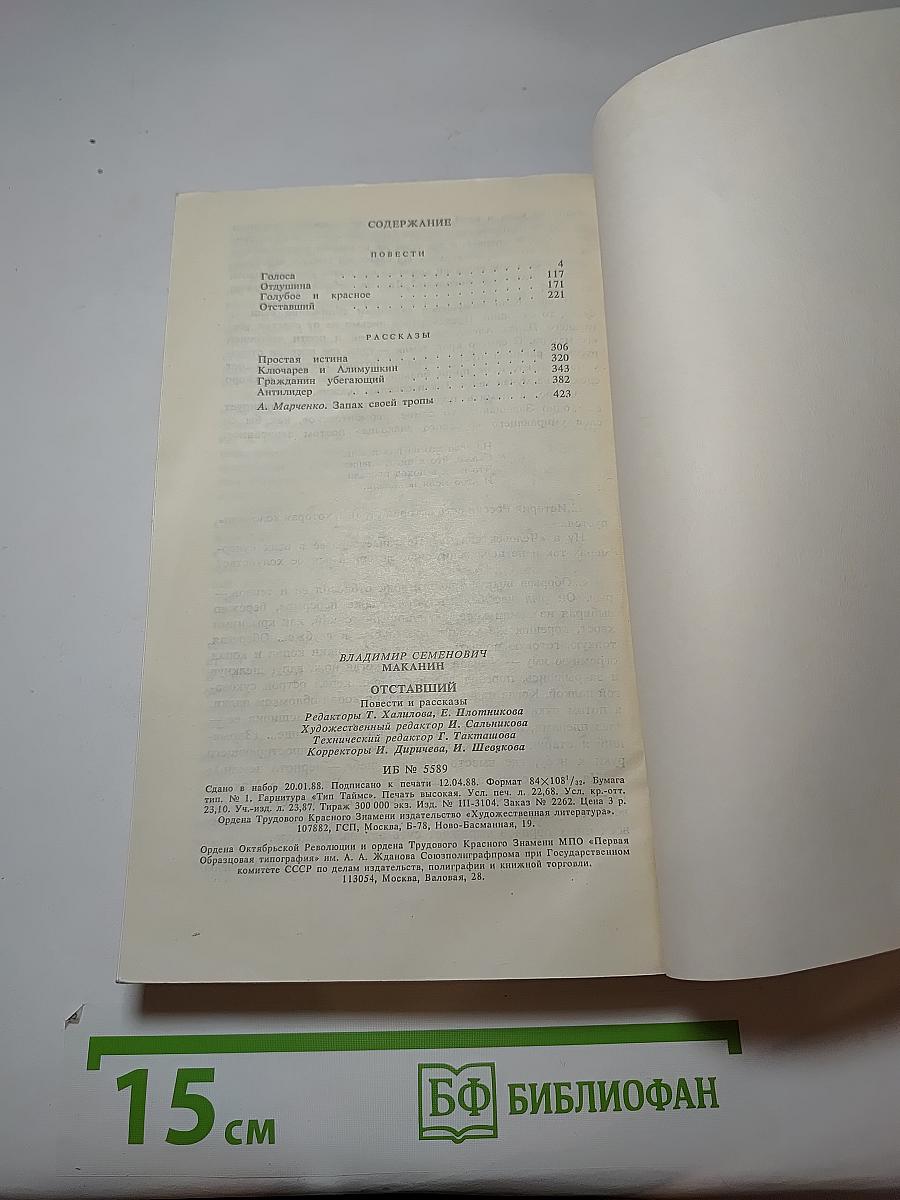 СОДЕРЖАНИЕ
ПОВЕСТИ
Голоса . . . . . . . . . . . . . . . 4
Отдушина . . . . . . . . . . . . . . . 117
Голубое и красное . . . . . . . . . . . . 171
Отставший . . . . . . . . . . . . . . . 221
РАССКАЗЫ
Простая истина . . . . . . . . . . . . . 306
Ключарев и Алимушкин . . . . . . . . . . 320
Гражданин убегающий . . . . . . . . . . . 343
Антилидер . . . . . . . . . . . . . . . 382
А. Марченко. Запах своей тропы . . . . . . . 423
ВЛАДИМИР СЕМЕНОВИЧ
МАКАНИН
ОТСТАВШИЙ
Повести и рассказы
Редакторы Т. Халилова, Е. Плотникова
Художественный редактор И. Сальникова
Технический редактор Г. Такташова
Корректоры И. Диричева, И. Шевякова
ИБ № 5589
Сдано в набор 20.01.88. Подписано к печати 12.04.88. Формат 84×108¹/₃₂. Бумага
тип. № 1. Гарнитура «Тип Таймс». Печать высокая. Усл. печ. л. 22,68. Усл. кр.-отт.
23,10. Уч.-изд. л. 23,87. Тираж 300 000 экз. Изд. № III-3104. Заказ № 2262. Цена 3 р.
Ордена Трудового Красного Знамени издательство «Художественная литература».
107882, ГСП, Москва, Б-78, Ново-Басманная, 19.
Ордена Октябрьской Революции и ордена Трудового Красного Знамени МПО «Первая
Образцовая типография» им. А. А. Жданова Союзполиграфпрома при Государственном
комитете СССР по делам издательств, полиграфии и книжной торговли.
113054, Москва, Валовая, 28.
15 см
БФ БИБЛИОФАН